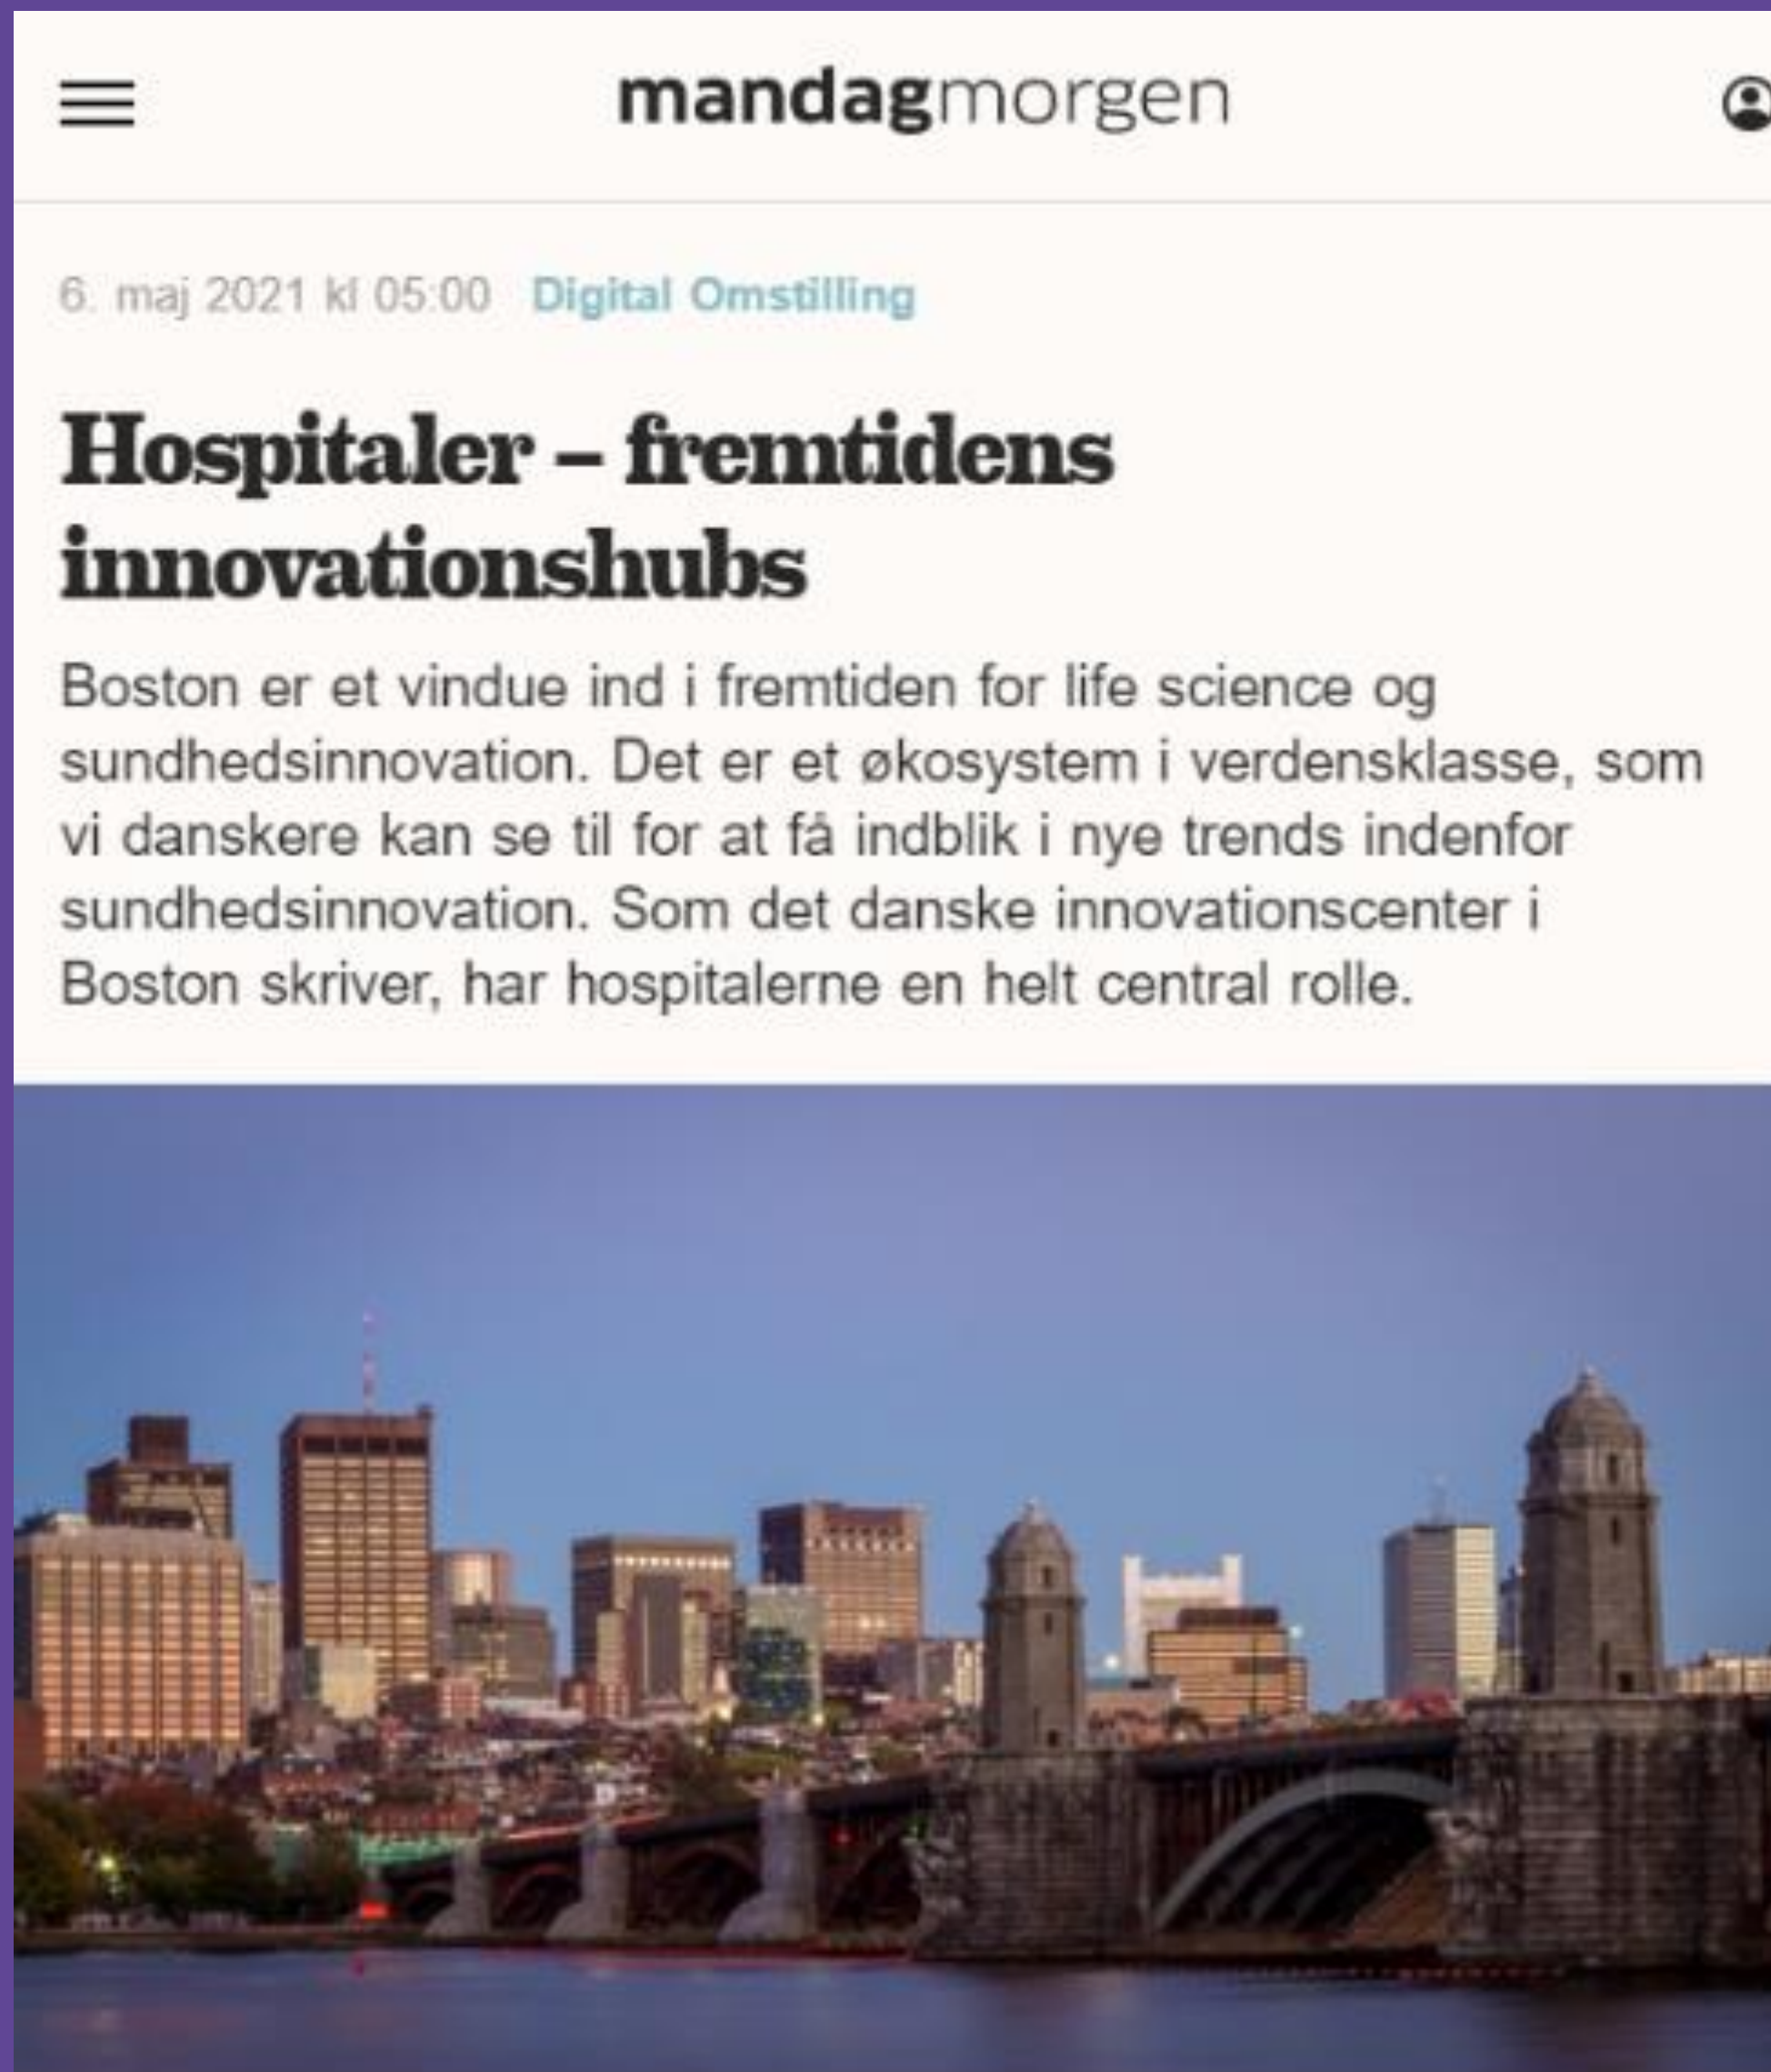 mandagmorgen
6. maj 2021 kl 05:00 Digital Omstilling
Hospitaler – fremtidens
innovationshubs
Boston er et vindue ind i fremtiden for life science og
sundhedsinnovation. Det er et økosystem i verdensklasse, som
vi danskere kan se til for at få indblik i nye trends indenfor
sundhedsinnovation. Som det danske innovationscenter i
Boston skriver, har hospitalerne en helt central rolle.